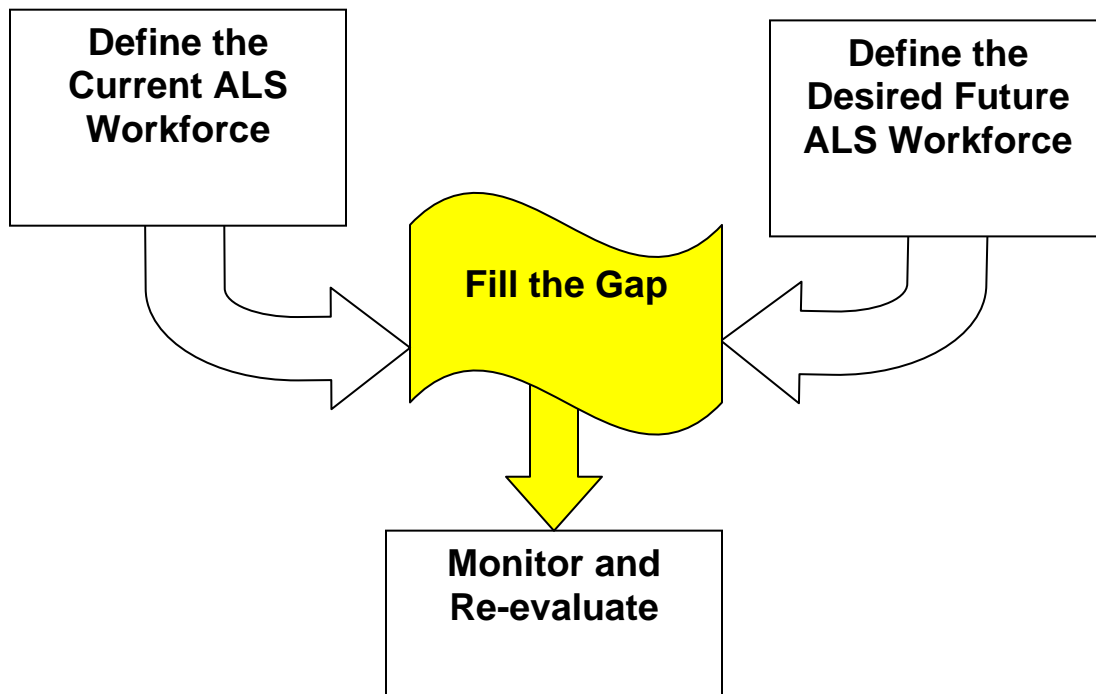 Define the
Current ALS
Workforce
Define the
Desired Future
ALS Workforce
Fill the Gap
Monitor and
Re-evaluate